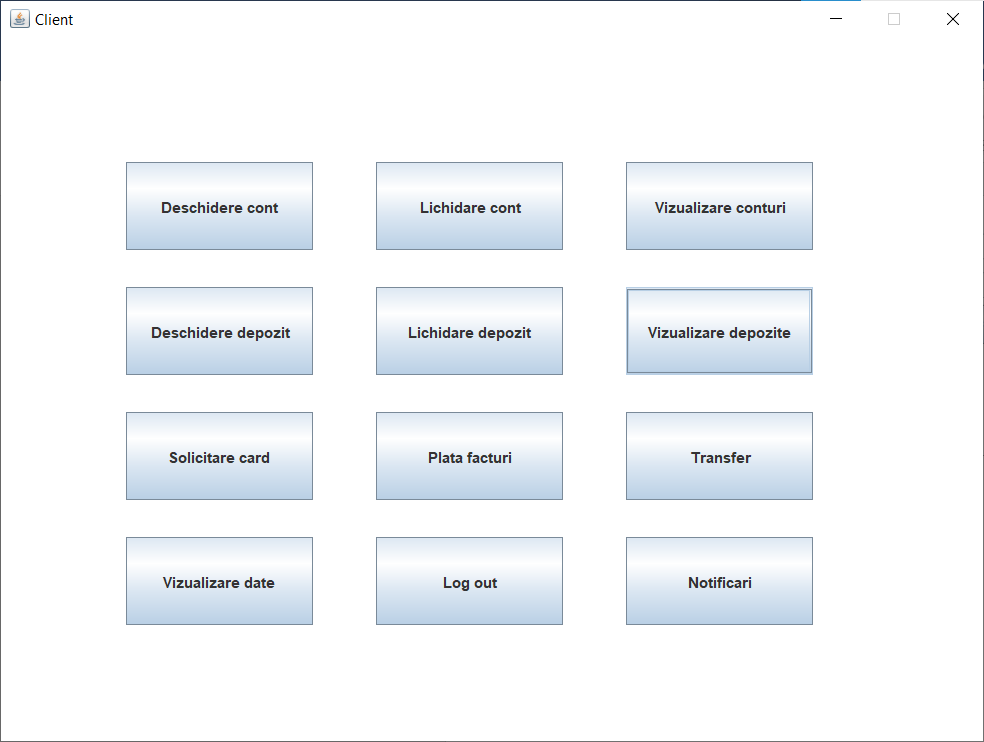 Client
Deschidere cont
Lichidare cont
Vizualizare conturi
Deschidere depozit
Lichidare depozit
Vizualizare depozite
Solicitare card
Plata facturi
Transfer
Vizualizare date
Log out
Notificari